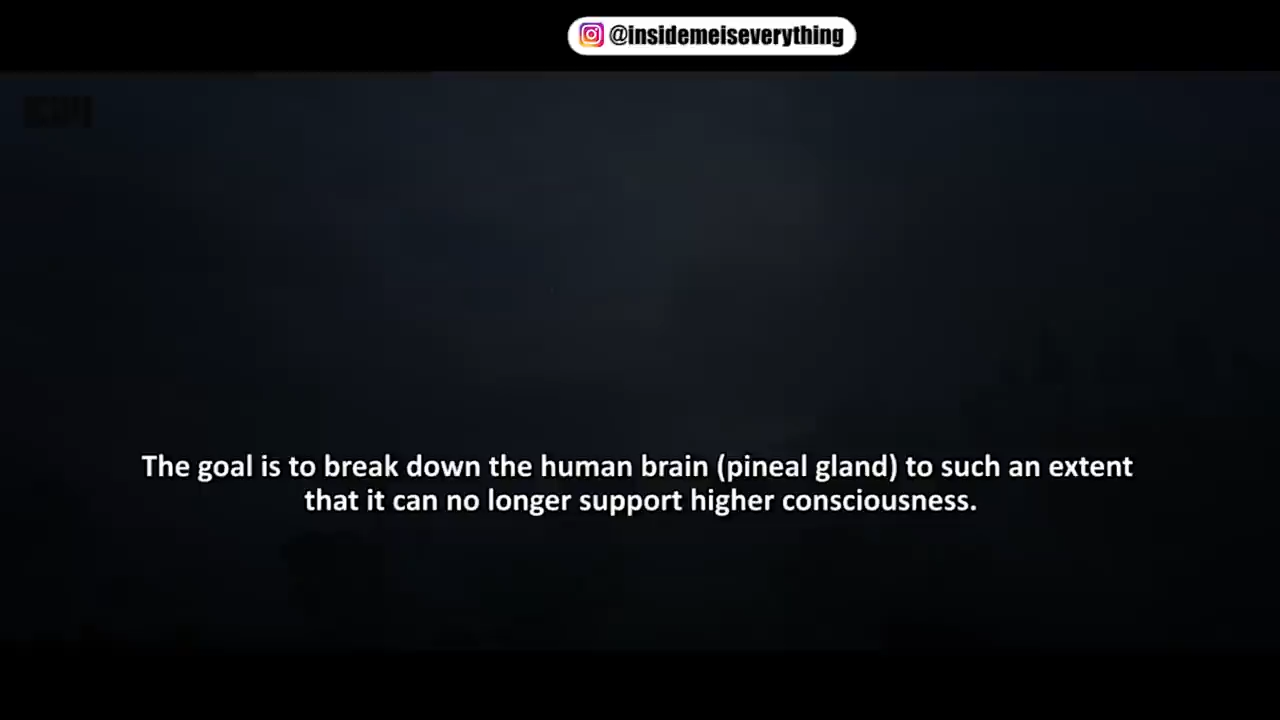 @insidemeiseverything
The goal is to break down the human brain (pineal gland) to such an extent
that it can no longer support higher consciousness.